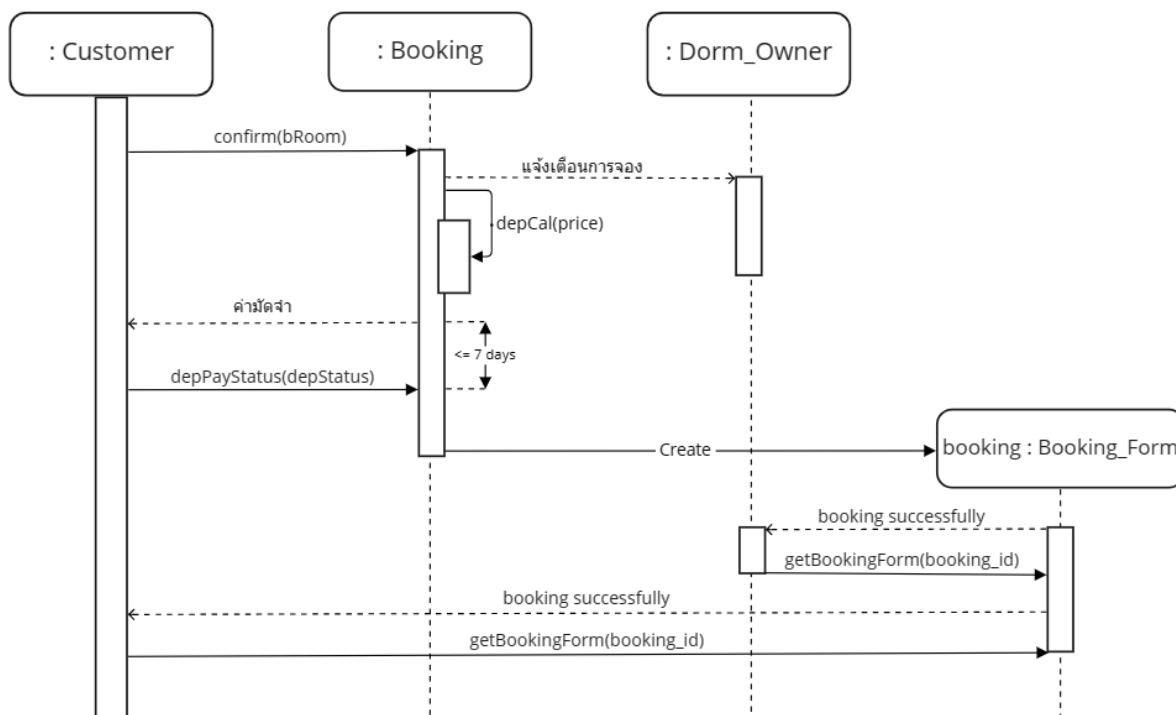 : Customer
: Booking
: Dorm_Owner
confirm(bRoom)
แจ้งเตือนการจอง
depCal(price)
ค่ามัดจำ
<= 7 days
depPayStatus(depStatus)
Create
booking : Booking_Form
booking successfully
getBookingForm(booking_id)
booking successfully
getBookingForm(booking_id)